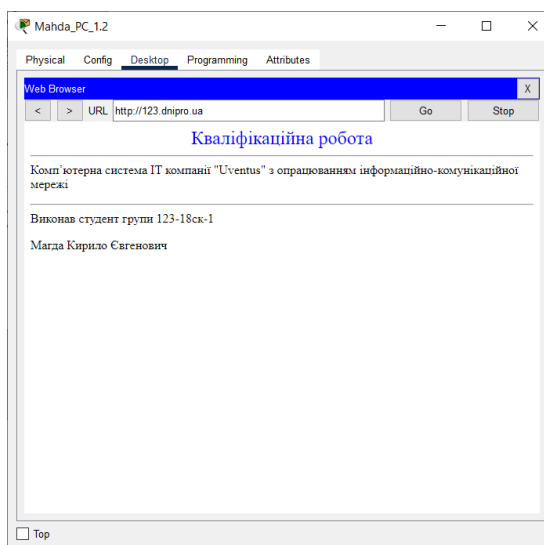 Mahda_PC_1.2
Physical Config Desktop Programming Attributes
Web Browser X
< > URL http://123.dnipro.ua Go Stop
Кваліфікаційна робота
Комп'ютерна система ІТ компанії "Uventus" з опрацюванням інформаційно-комунікаційної
мережі
Виконав студент групи 123-18ск-1
Магда Кирило Євгенович
Top